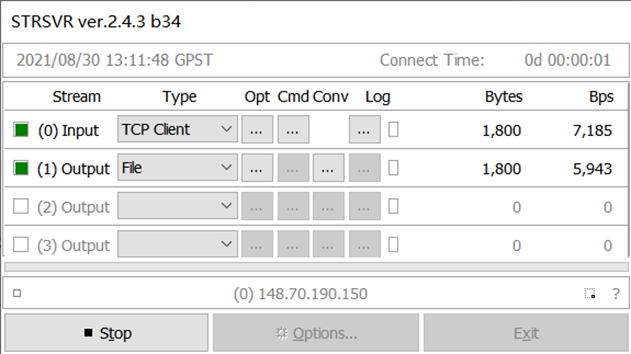 STRSVR ver.2.4.3 b34
2021/08/30 13:11:48 GPST Connect Time: 0d 00:00:01
Stream Type Opt Cmd Conv Log Bytes Bps
(0) Input TCP Client ... ... ... 1,800 7,185
(1) Output File ... ... ... ... 1,800 5,943
(2) Output ... ... ... ... 0 0
(3) Output ... ... ... ... 0 0
(0) 148.70.190.150 ?
Stop Options... Exit